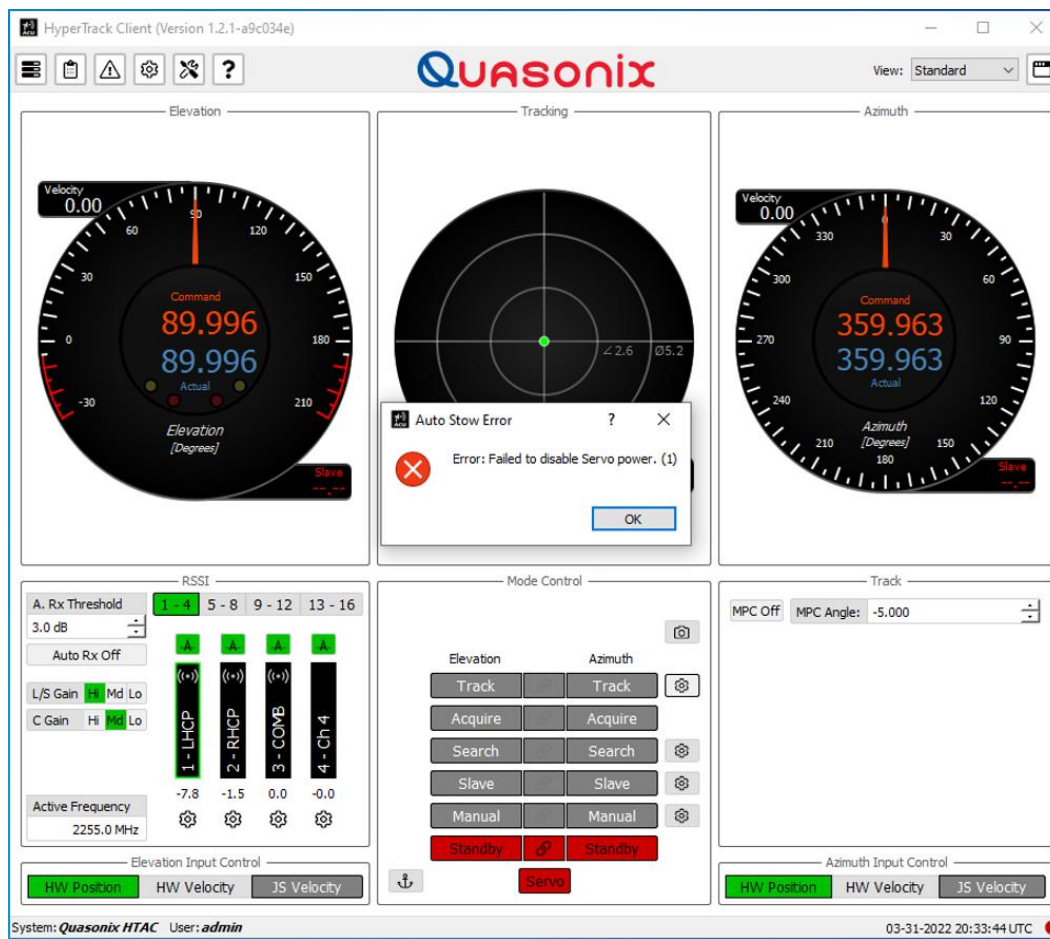 HyperTrack Client (Version 1.2.1-a9c034e)
? Quasonix View: Standard
Elevation
Velocity
0.00
-30 0 30 60 90 120 150 180 210
Command
89.996
89.996
Actual
Elevation
[Degrees]
Slave
--.--
Tracking
∠2.6 Ø5.2
Azimuth
Velocity
0.00
0 30 60 90 120 150 180 210 240 270 300 330
Command
359.963
359.963
Actual
Azimuth
[Degrees]
Slave
--.--
ACU Auto Stow Error ?
Error: Failed to disable Servo power. (1)
OK
RSSI
A. Rx Threshold
3.0 dB
Auto Rx Off
L/S Gain Hi Md Lo
C Gain Hi Md Lo
Active Frequency
2255.0 MHz
1 - 4 5 - 8 9 - 12 13 - 16
-A- -A- -A- -A-
1 - LHCP
2 - RHCP
3 - COMB
4 - Ch 4
-7.8 -1.5 0.0 -0.0
Mode Control
Elevation Azimuth
Track Track
Acquire Acquire
Search Search
Slave Slave
Manual Manual
Standby Standby
Servo
Track
MPC Off MPC Angle: -5.000
Elevation Input Control
HW Position HW Velocity JS Velocity
Azimuth Input Control
HW Position HW Velocity JS Velocity
System: Quasonix HTAC User: admin 03-31-2022 20:33:44 UTC